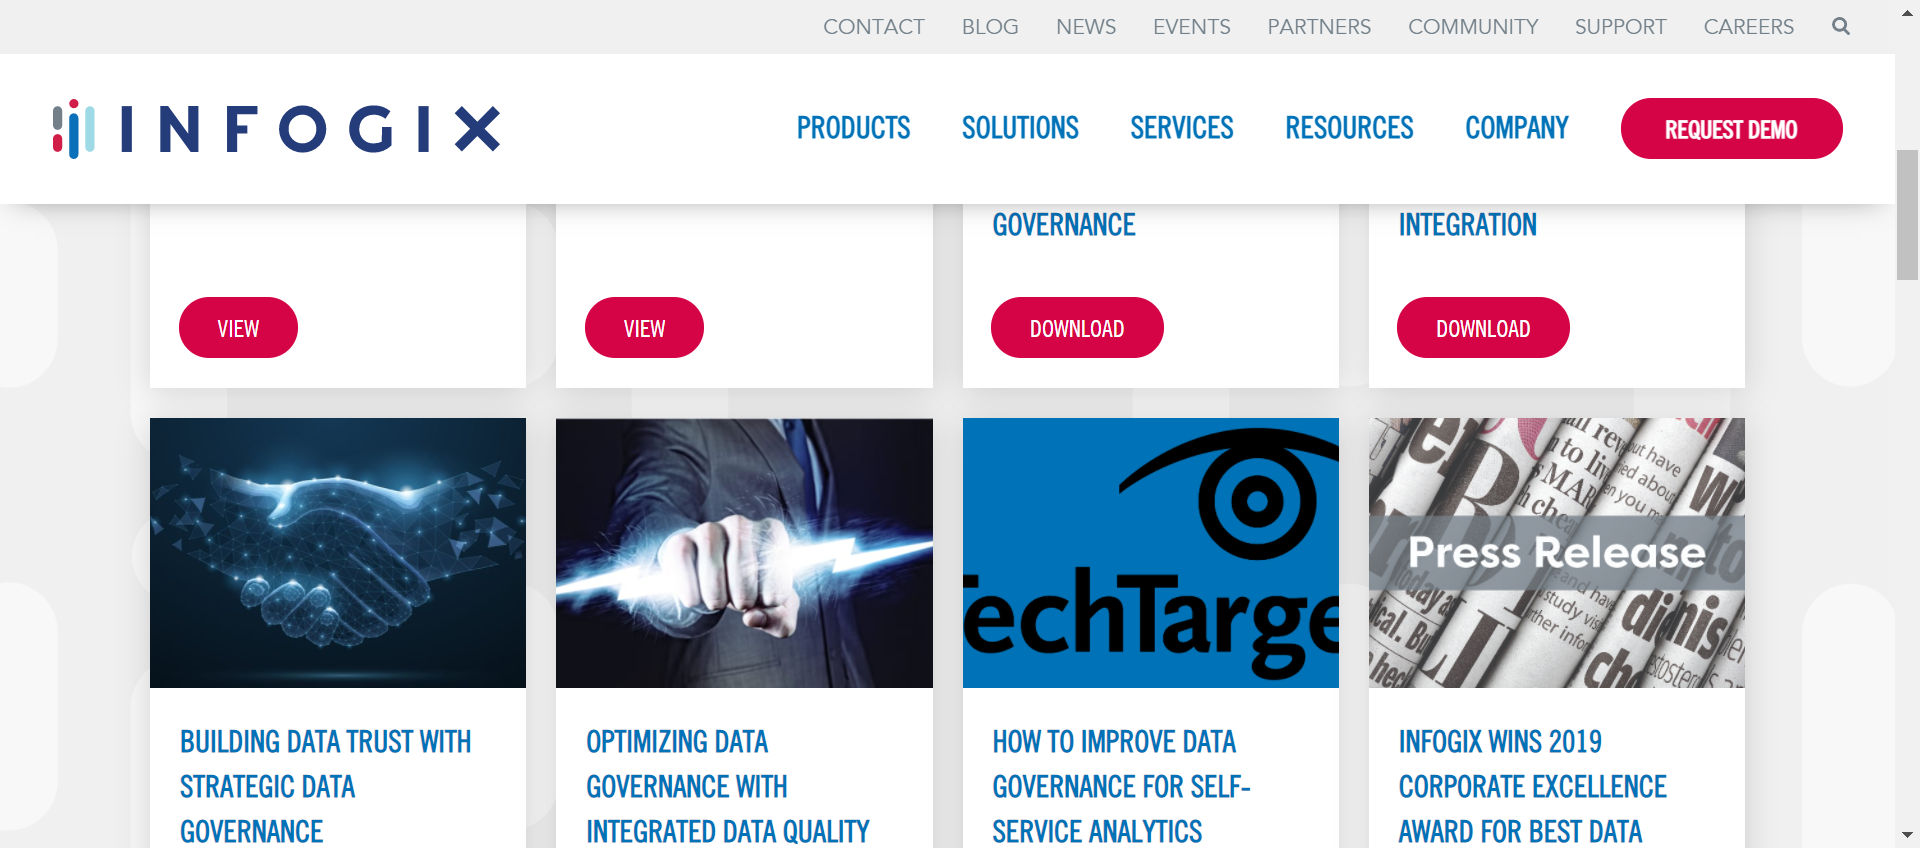 CONTACT BLOG NEWS EVENTS PARTNERS COMMUNITY SUPPORT CAREERS
INFOGIX
PRODUCTS SOLUTIONS SERVICES RESOURCES COMPANY REQUEST DEMO
GOVERNANCE
INTEGRATION
VIEW
VIEW
DOWNLOAD
DOWNLOAD
TechTarge
Press Release
BUILDING DATA TRUST WITH
STRATEGIC DATA
GOVERNANCE
OPTIMIZING DATA
GOVERNANCE WITH
INTEGRATED DATA QUALITY
HOW TO IMPROVE DATA
GOVERNANCE FOR SELF-
SERVICE ANALYTICS
INFOGIX WINS 2019
CORPORATE EXCELLENCE
AWARD FOR BEST DATA